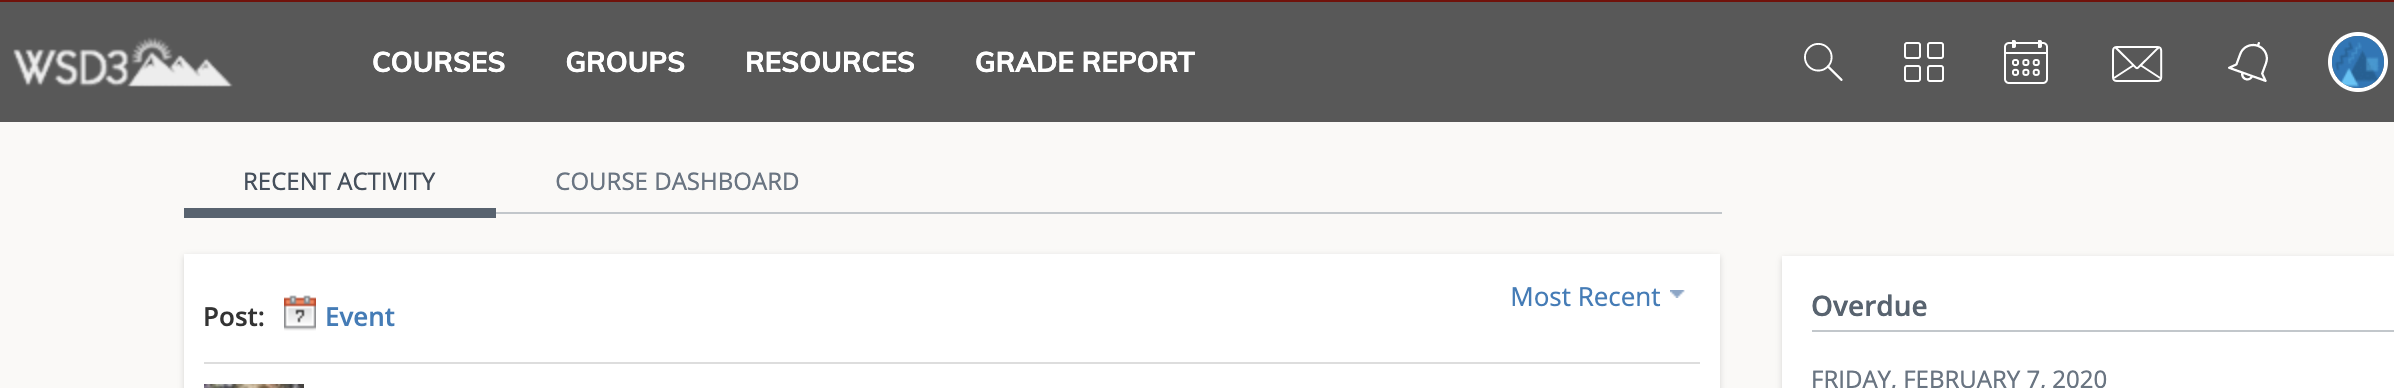 WSD3
COURSES GROUPS RESOURCES GRADE REPORT
RECENT ACTIVITY COURSE DASHBOARD
Most Recent
Post: ? Event
Overdue
FRIDAY, FEBRUARY 7, 2020